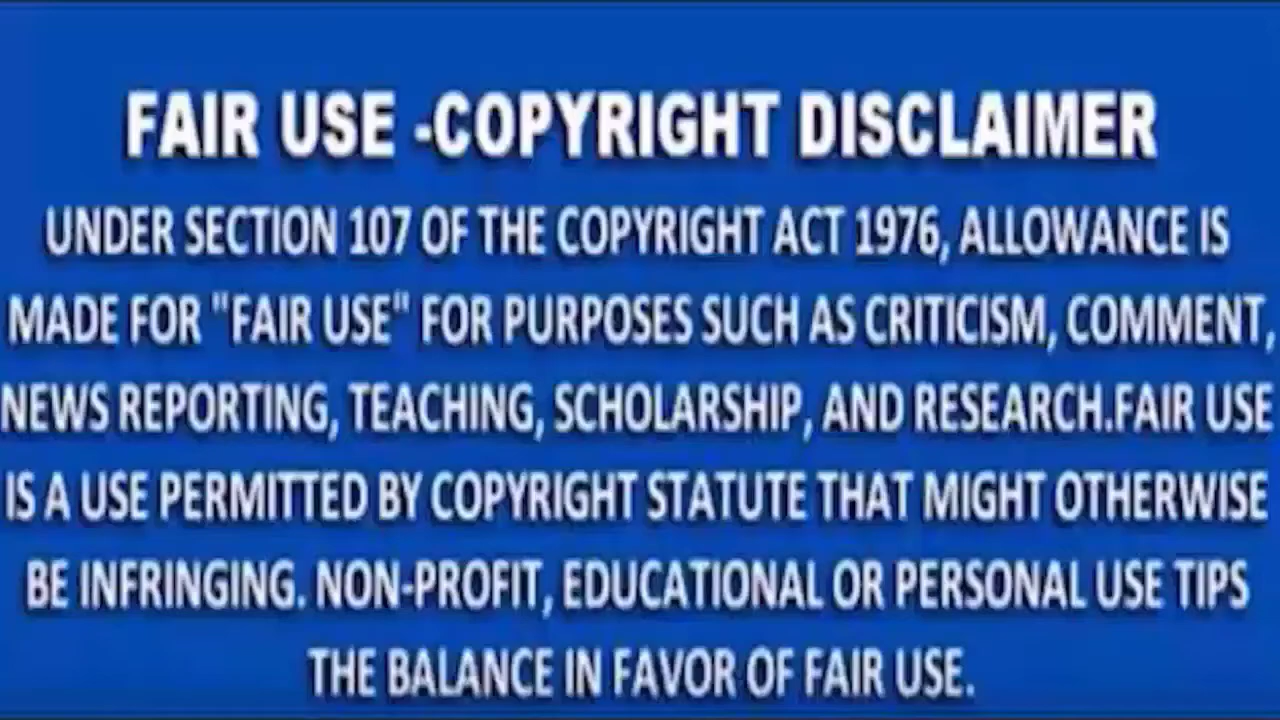 FAIR USE -COPYRIGHT DISCLAIMER
UNDER SECTION 107 OF THE COPYRIGHT ACT 1976, ALLOWANCE IS
MADE FOR "FAIR USE" FOR PURPOSES SUCH AS CRITICISM, COMMENT,
NEWS REPORTING, TEACHING, SCHOLARSHIP, AND RESEARCH.FAIR USE
IS A USE PERMITTED BY COPYRIGHT STATUTE THAT MIGHT OTHERWISE
BE INFRINGING. NON-PROFIT, EDUCATIONAL OR PERSONAL USE TIPS
THE BALANCE IN FAVOR OF FAIR USE.